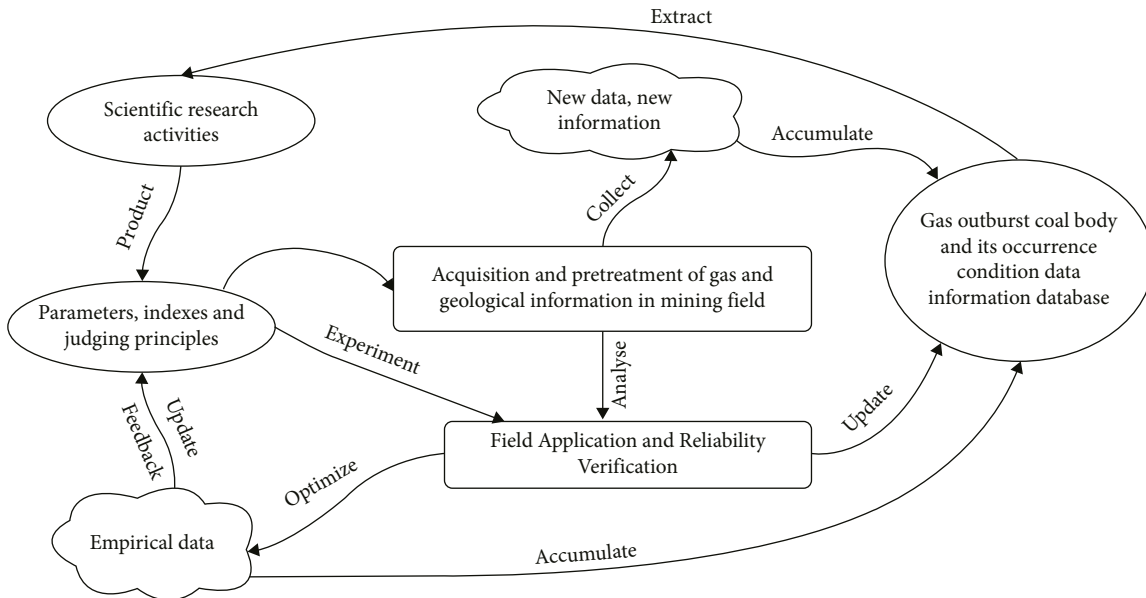 Extract
Scientific research
activities
New data, new
information
Accumulate
Product
Collect
Gas outburst coal body
and its occurrence
condition data
information database
Acquisition and pretreatment of gas and
geological information in mining field
Parameters, indexes and
judging principles
Experiment
Analyse
Update
Feedback
Update
Field Application and Reliability
Verification
Optimize
Empirical data
Accumulate